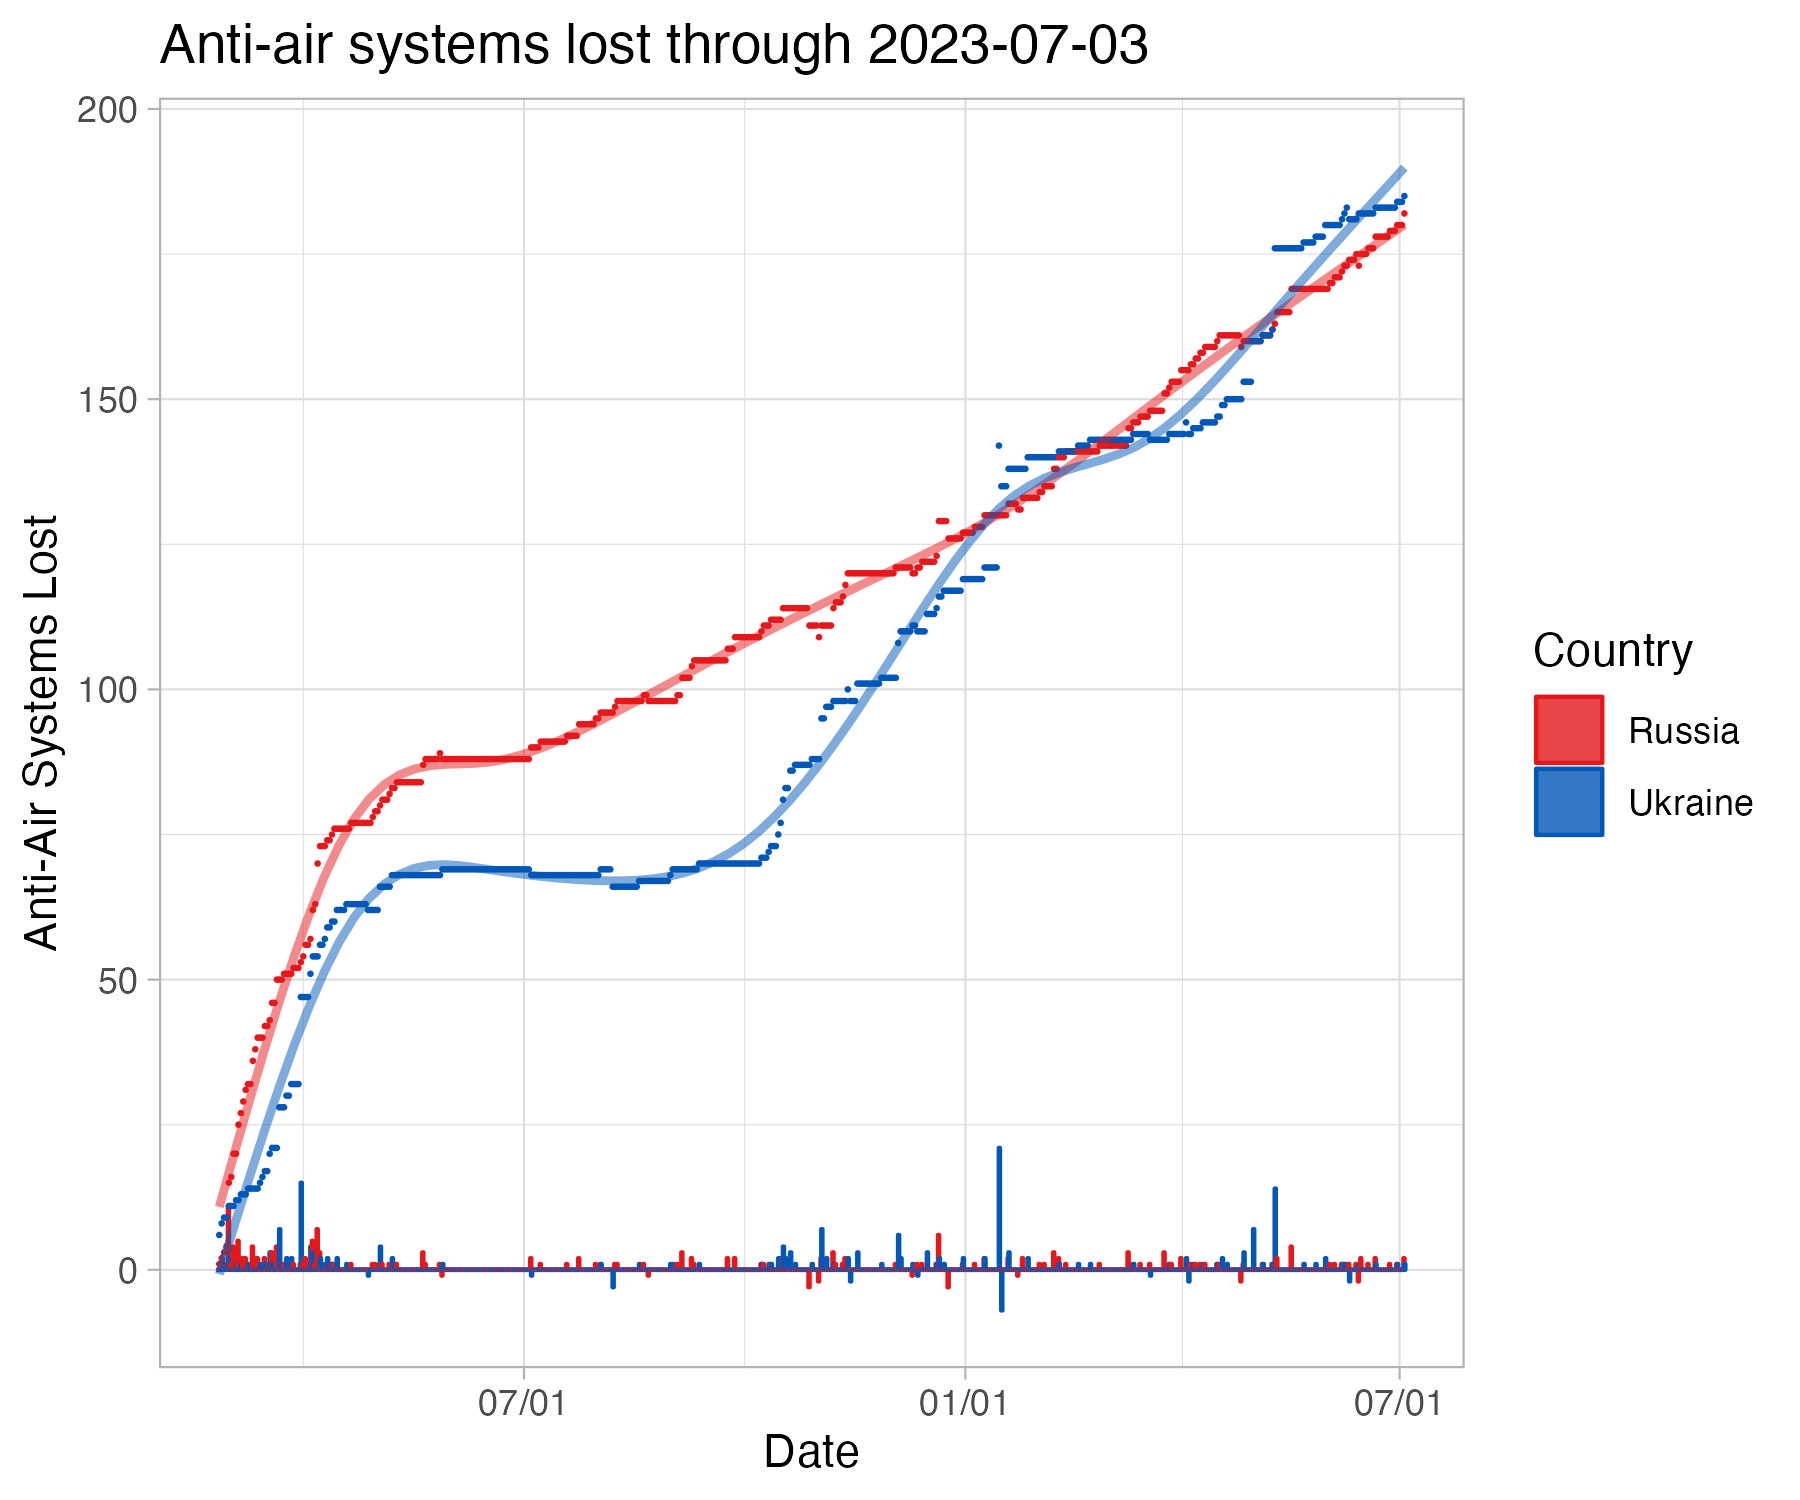 Anti-air systems lost through 2023-07-03
Anti-Air Systems Lost
200
150
100
50
0
07/01
01/01
07/01
Date
Country
Russia
Ukraine